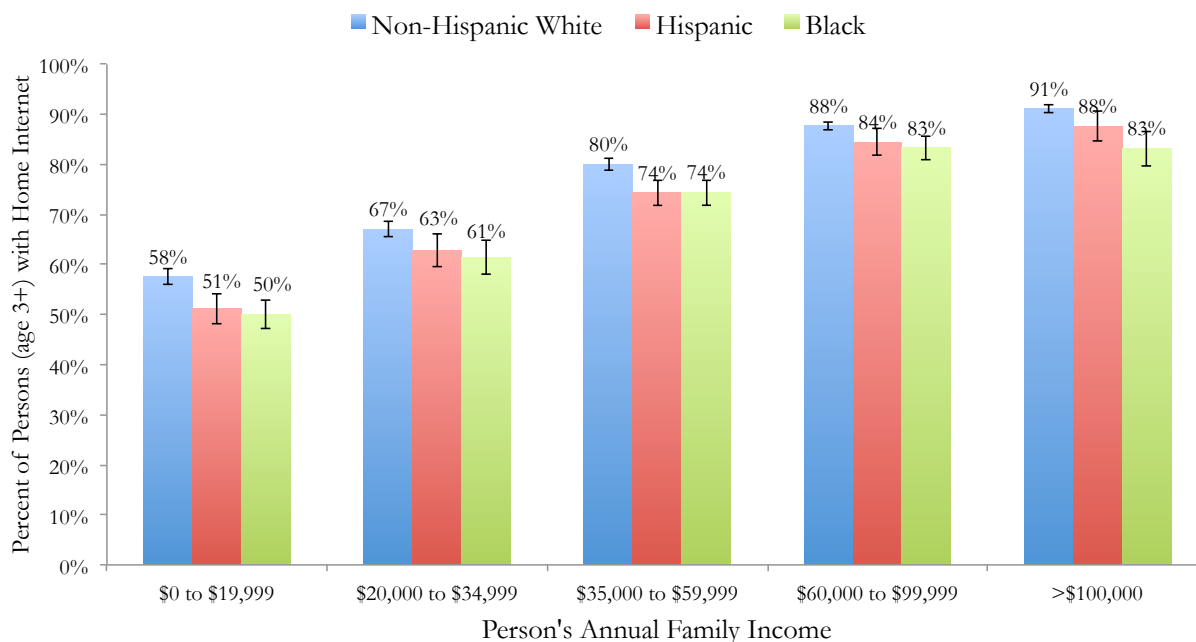 Non-Hispanic White Hispanic Black
Percent of Persons (age 3+) with Home Internet
100%
90%
80%
70%
60%
50%
40%
30%
20%
10%
0%
58% 51% 50%
67% 63% 61%
80% 74% 74%
88% 84% 83%
91% 88% 83%
$0 to $19,999 $20,000 to $34,999 $35,000 to $59,999 $60,000 to $99,999 >$100,000
Person's Annual Family Income